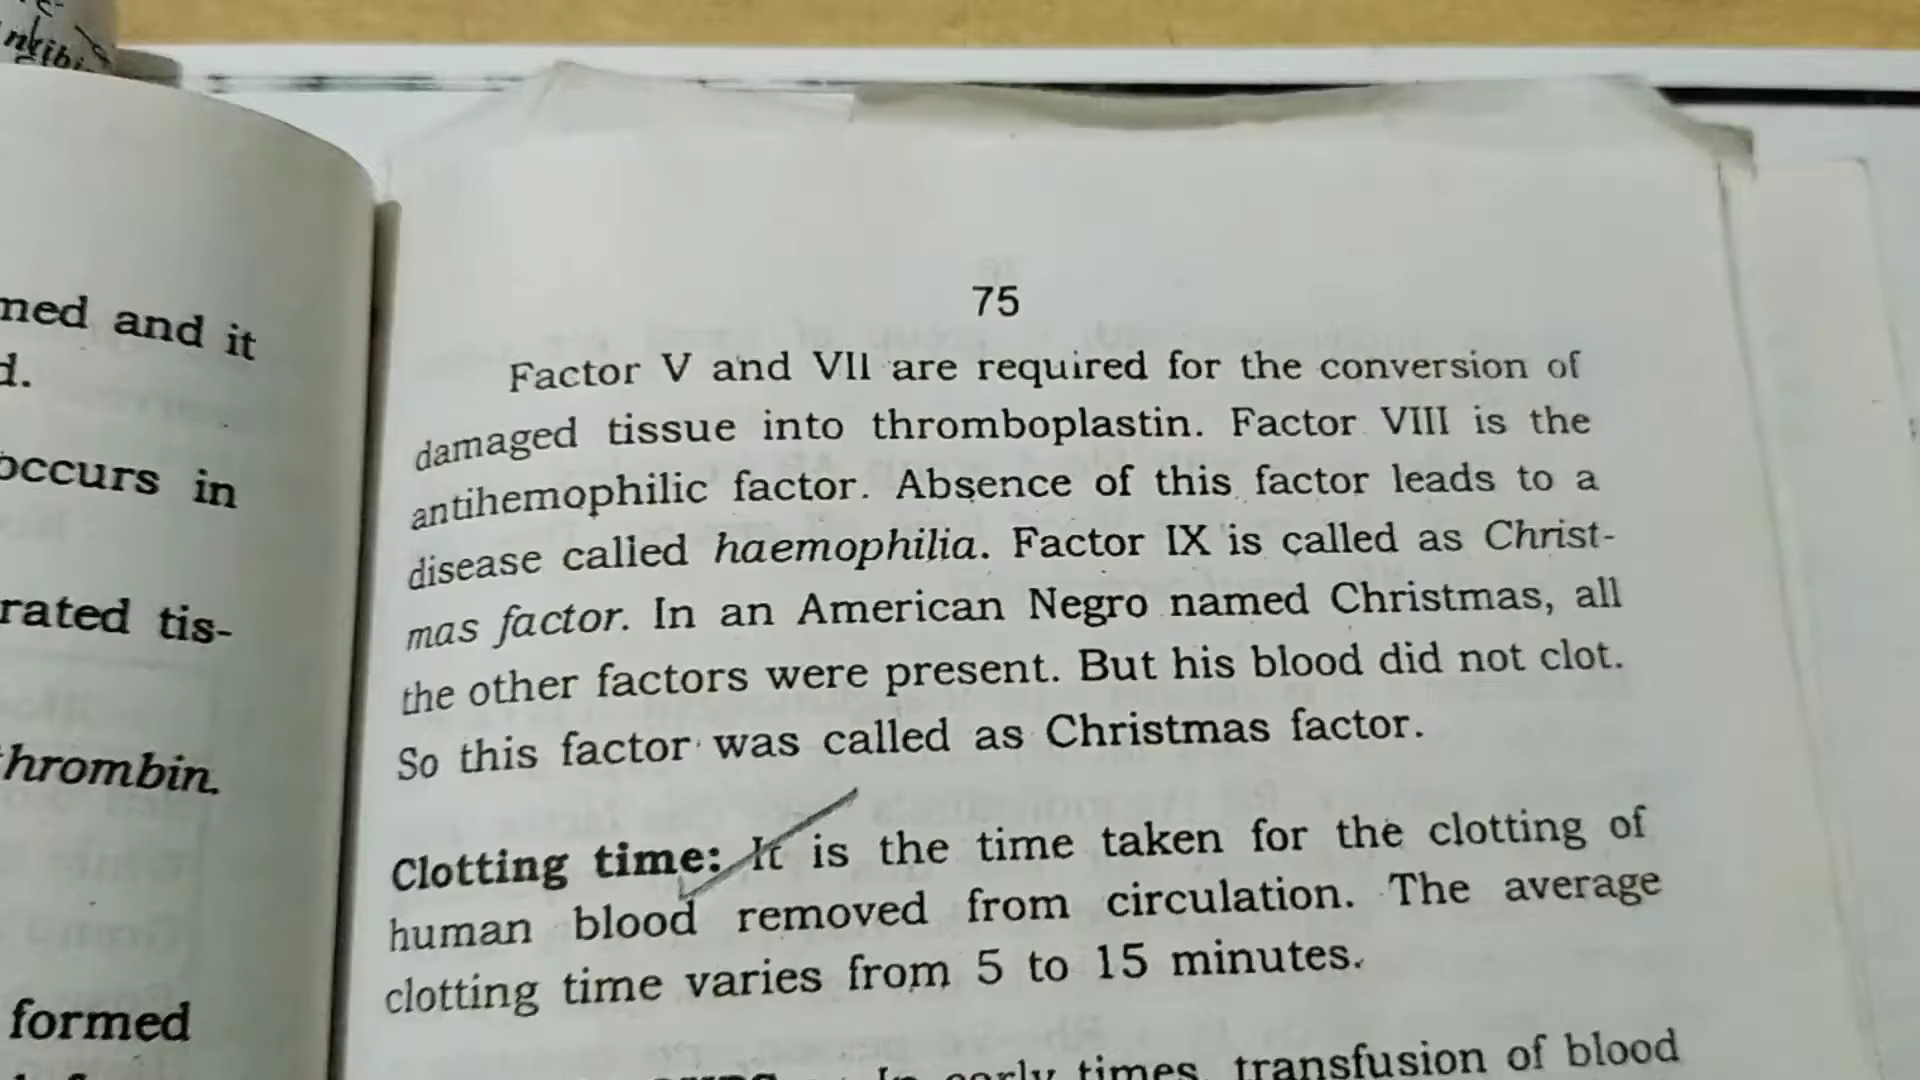 ned and it
d.
occurs in
rated tis-
thrombin.
formed
75
Factor V and VII are required for the conversion of
damaged tissue into thromboplastin. Factor VIII is the
antihemophilic factor. Absence of this factor leads to a
disease called haemophilia. Factor IX is called as Christ-
mas factor. In an American Negro named Christmas, all
the other factors were present. But his blood did not clot.
So this factor was called as Christmas factor.
Clotting time: It is the time taken for the clotting of
human blood removed from circulation. The average
clotting time varies from 5 to 15 minutes.
In early times, transfusion of blood